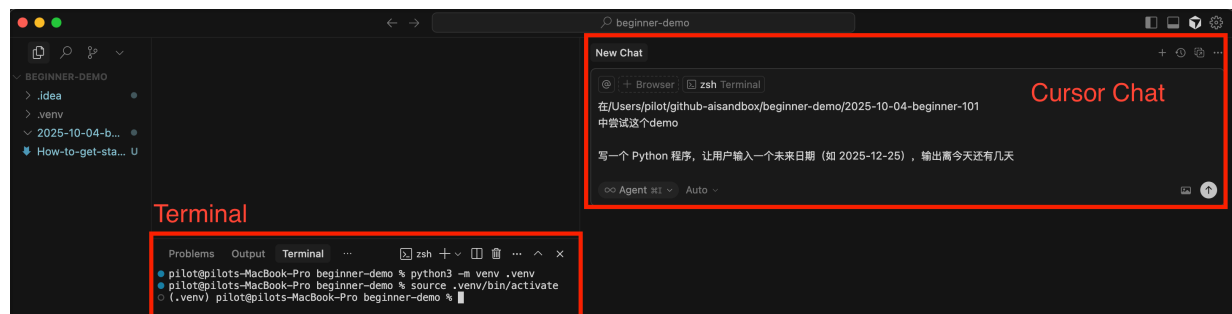 beginner-demo
BEGINNER-DEMO
.idea
.venv
2025-10-04-b...
How-to-get-sta... U
New Chat
@ + Browser zsh Terminal
在/Users/pilot/github-aisandbox/beginner-demo/2025-10-04-beginner-101
中尝试这个demo
写一个 Python 程序，让用户输入一个未来日期（如 2025-12-25），输出离今天还有几天
Agent ⌘I Auto
Cursor Chat
Terminal
Problems Output Terminal ... zsh
pilot@pilots-MacBook-Pro beginner-demo % python3 -m venv .venv
pilot@pilots-MacBook-Pro beginner-demo % source .venv/bin/activate
(.venv) pilot@pilots-MacBook-Pro beginner-demo %